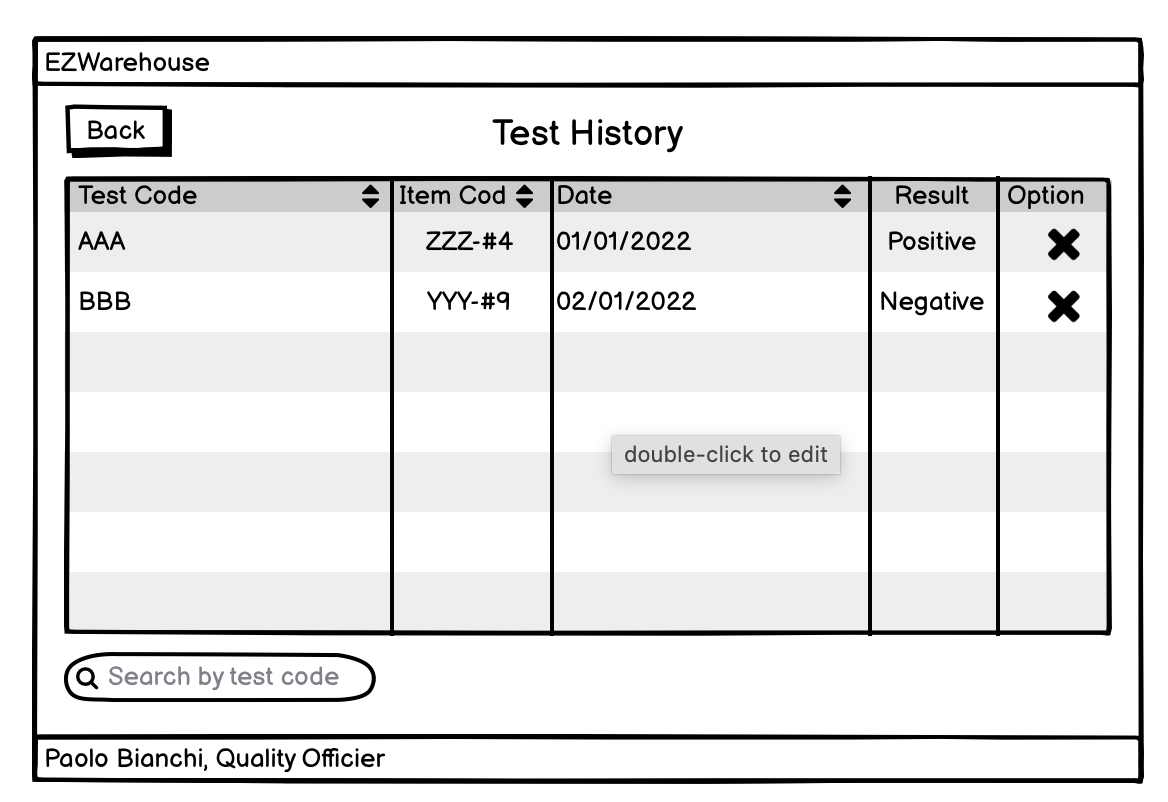 EZWarehouse
Back
Test History
Test Code Item Cod Date Result Option
AAA ZZZ-#4 01/01/2022 Positive
BBB YYY-#9 02/01/2022 Negative
double-click to edit
Search by test code
Paolo Bianchi, Quality Officier